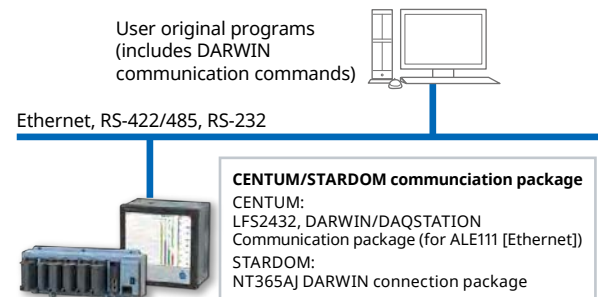 User original programs
(includes DARWIN
communication commands)
Ethernet, RS-422/485, RS-232
CENTUM/STARDOM communciation package
CENTUM:
LFS2432, DARWIN/DAQSTATION
Communication package (for ALE111 [Ethernet])
STARDOM:
NT365AJ DARWIN connection package